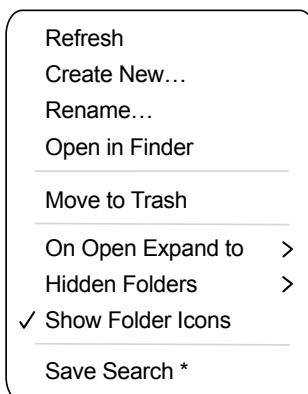 Refresh
Create New…
Rename…
Open in Finder
Move to Trash
On Open Expand to >
Hidden Folders >
✓ Show Folder Icons
Save Search *